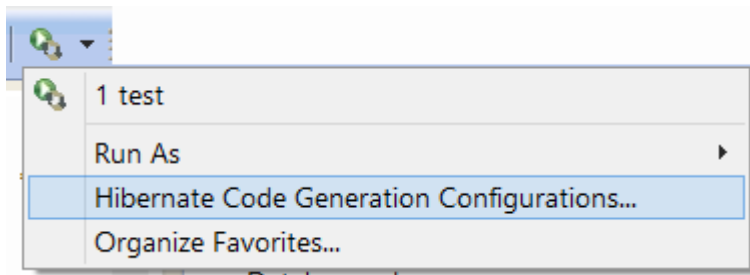 1 test
Run As
Hibernate Code Generation Configurations...
Organize Favorites...